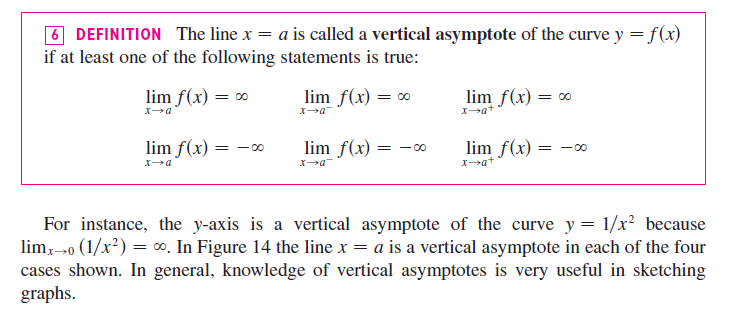 6 DEFINITION The line x = a is called a vertical asymptote of the curve y = f(x)
if at least one of the following statements is true:
lim x→a f(x) = ∞ lim x→a⁻ f(x) = ∞ lim x→a⁺ f(x) = ∞
lim x→a f(x) = −∞ lim x→a⁻ f(x) = −∞ lim x→a⁺ f(x) = −∞
For instance, the y-axis is a vertical asymptote of the curve y = 1/x² because
limₓ→₀ (1/x²) = ∞. In Figure 14 the line x = a is a vertical asymptote in each of the four
cases shown. In general, knowledge of vertical asymptotes is very useful in sketching
graphs.